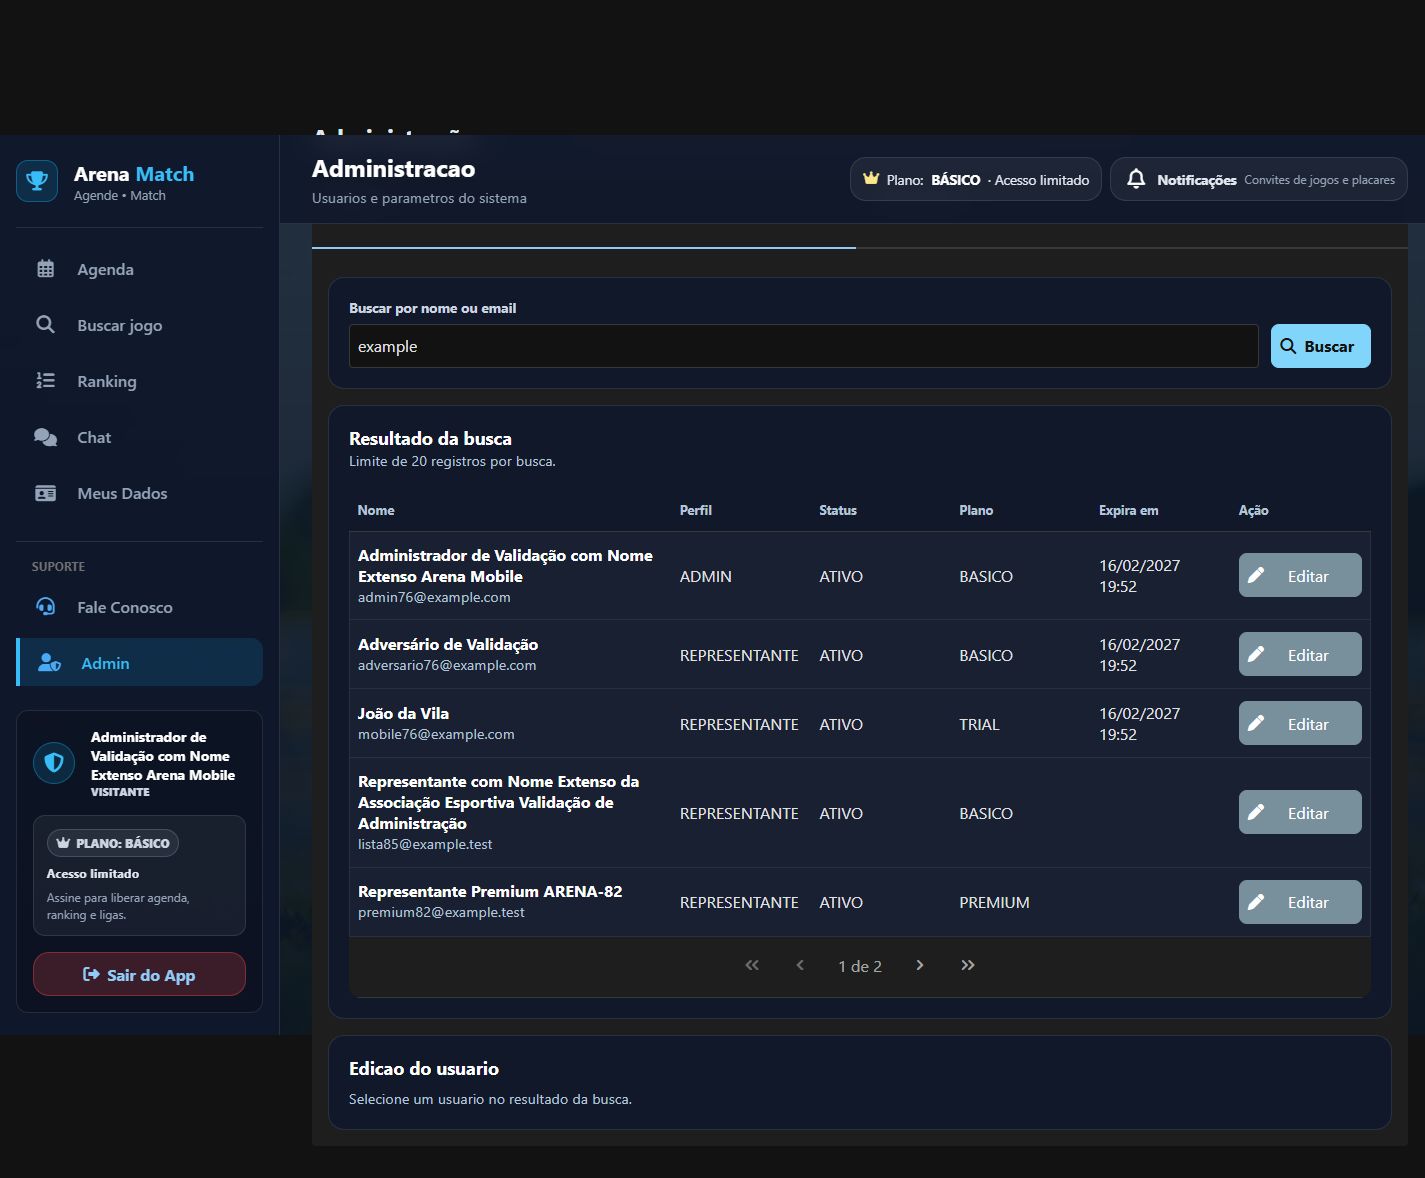 Arena Match
Agende • Match
Agenda
Buscar jogo
Ranking
Chat
Meus Dados
SUPORTE
Fale Conosco
Admin
Administrador de
Validação com Nome
Extenso Arena Mobile
VISITANTE
PLANO: BÁSICO
Acesso limitado
Assine para liberar agenda,
ranking e ligas.
Sair do App
Administracao
Usuarios e parametros do sistema
Plano: BÁSICO · Acesso limitado
Notificações Convites de jogos e placares
Buscar por nome ou email
example
Buscar
Resultado da busca
Limite de 20 registros por busca.
Nome Perfil Status Plano Expira em Ação
Administrador de Validação com Nome
Extenso Arena Mobile
admin76@example.com
ADMIN ATIVO BASICO
16/02/2027
19:52
Editar
Adversário de Validação
adversario76@example.com
REPRESENTANTE ATIVO BASICO
16/02/2027
19:52
Editar
João da Vila
mobile76@example.com
REPRESENTANTE ATIVO TRIAL
16/02/2027
19:52
Editar
Representante com Nome Extenso da
Associação Esportiva Validação de
Administração
lista85@example.test
REPRESENTANTE ATIVO BASICO
Editar
Representante Premium ARENA-82
premium82@example.test
REPRESENTANTE ATIVO PREMIUM
Editar
1 de 2
Edicao do usuario
Selecione um usuario no resultado da busca.